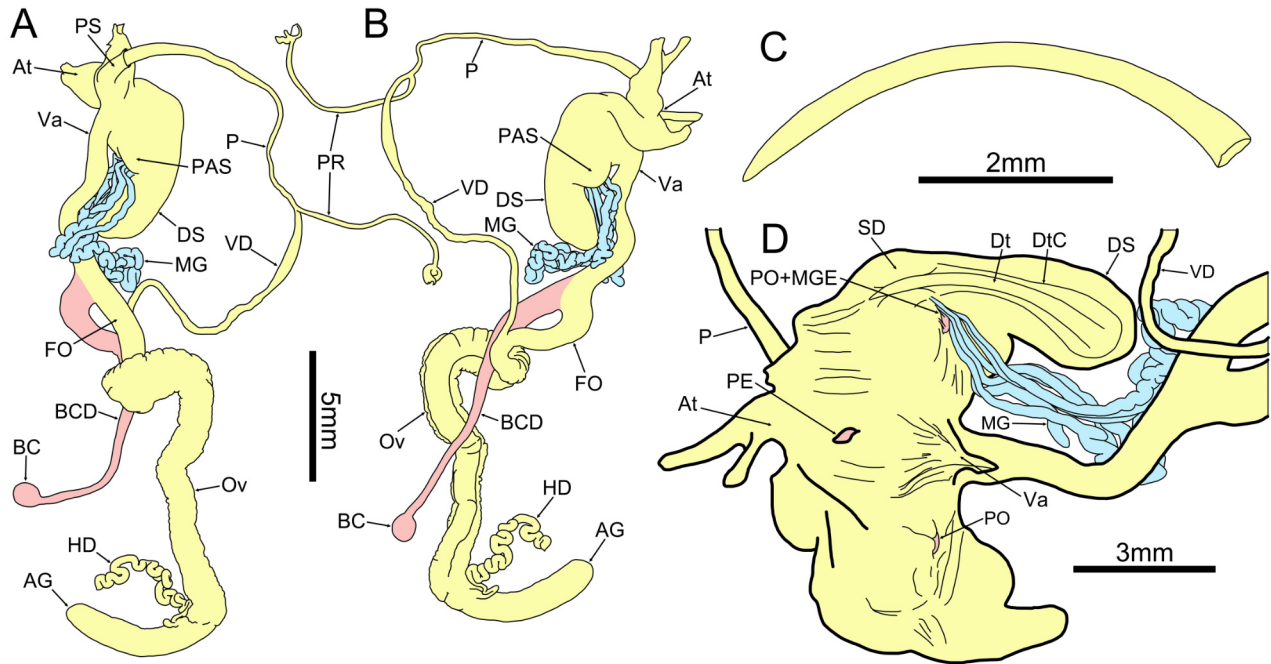 A
PS
At
Va
P
PAS
DS
VD
MG
FO
BCD
BC
Ov
HD
AG
PR
5mm
B
P
At
PAS
Va
VD
DS
MG
FO
Ov
BCD
HD
BC
AG
C
2mm
D
SD
Dt
DtC
DS
VD
PO+MGE
P
PE
At
MG
Va
PO
3mm